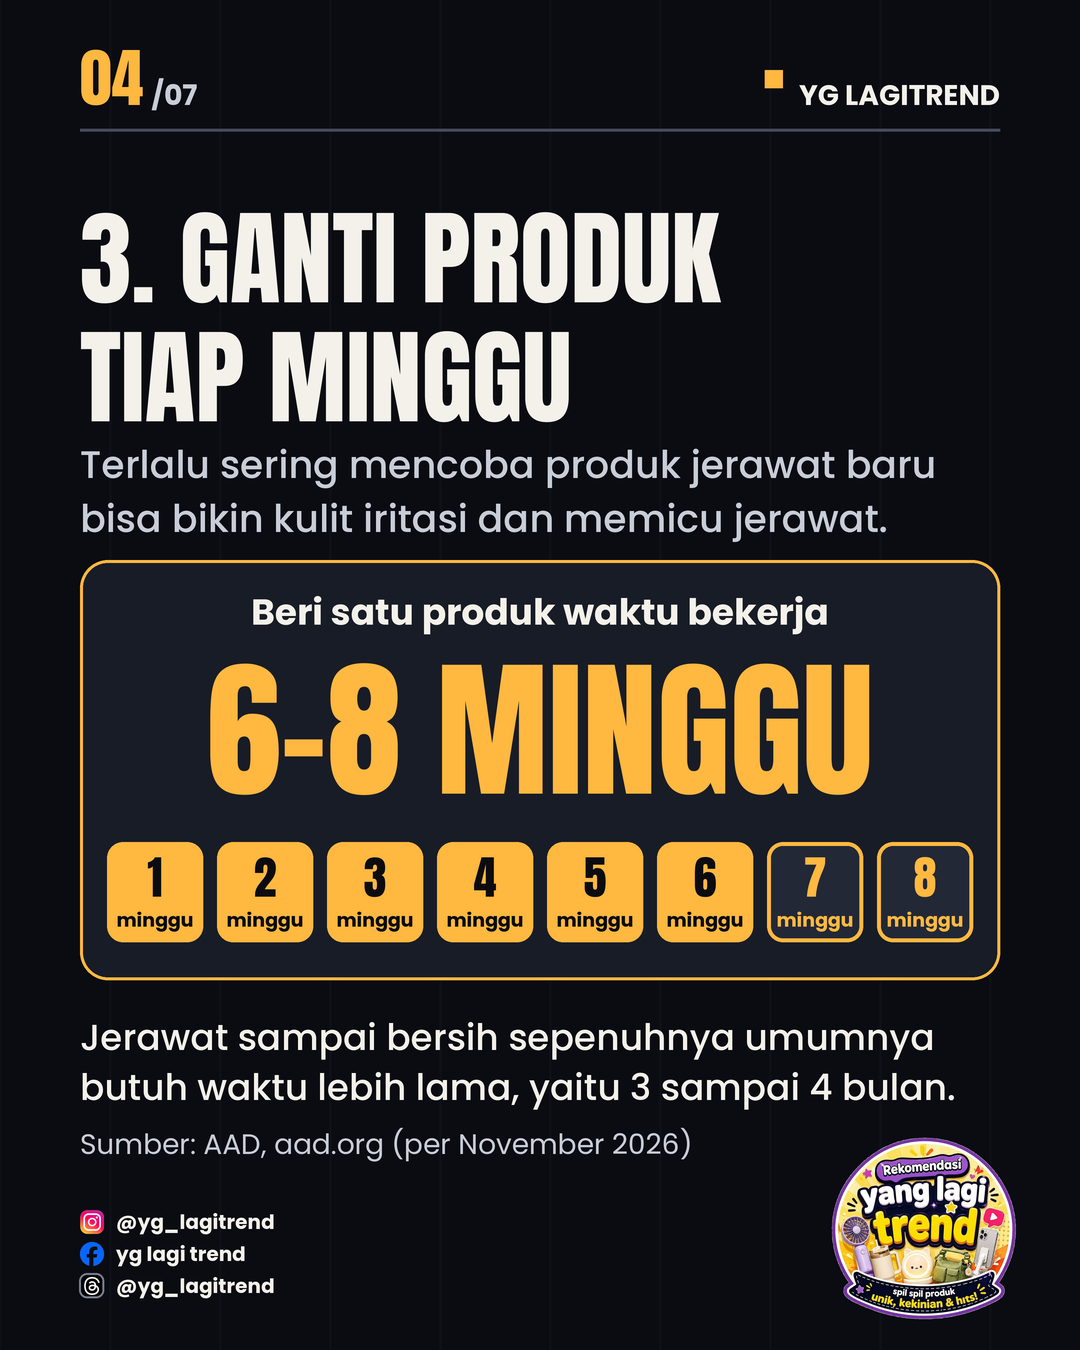 04 /07
YG LAGITREND
3. GANTI PRODUK
TIAP MINGGU
Terlalu sering mencoba produk jerawat baru
bisa bikin kulit iritasi dan memicu jerawat.
Beri satu produk waktu bekerja
6–8 MINGGU
1 minggu
2 minggu
3 minggu
4 minggu
5 minggu
6 minggu
7 minggu
8 minggu
Jerawat sampai bersih sepenuhnya umumnya
butuh waktu lebih lama, yaitu 3 sampai 4 bulan.
Sumber: AAD, aad.org (per November 2026)
@yg_lagitrend
yg lagi trend
@yg_lagitrend
Rekomendasi
yang lagi
trend
spil spil produk
unik, kekinian & hits!